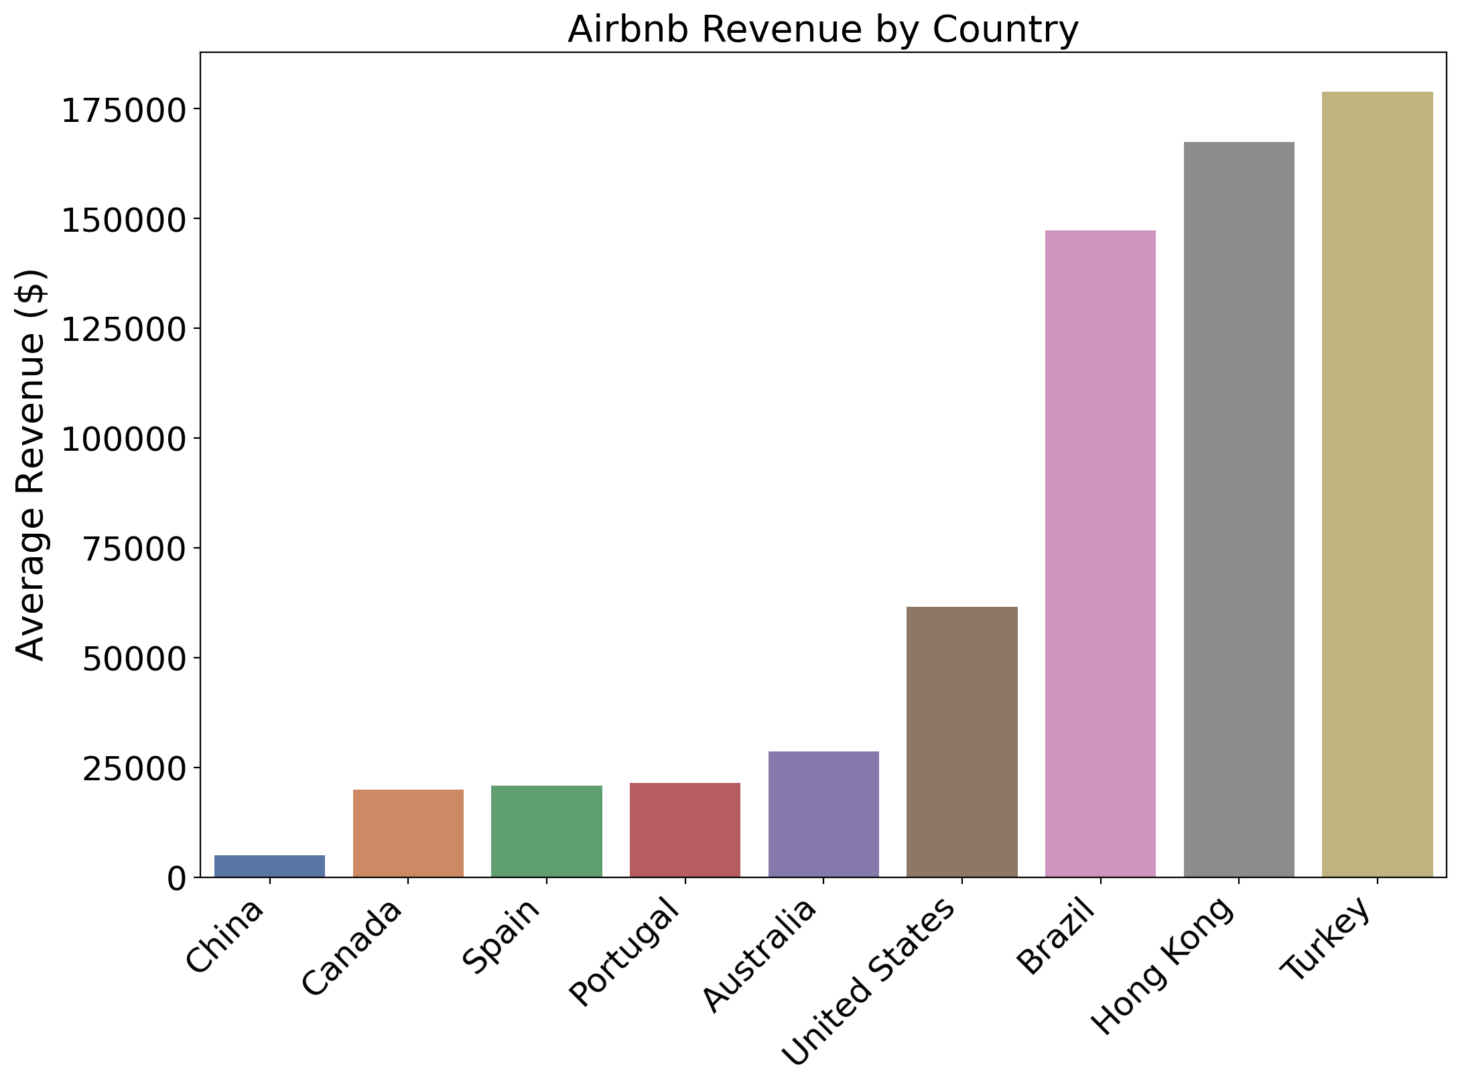 Airbnb Revenue by Country
Average Revenue ($)
175000
150000
125000
100000
75000
50000
25000
0
China
Canada
Spain
Portugal
Australia
United States
Brazil
Hong Kong
Turkey